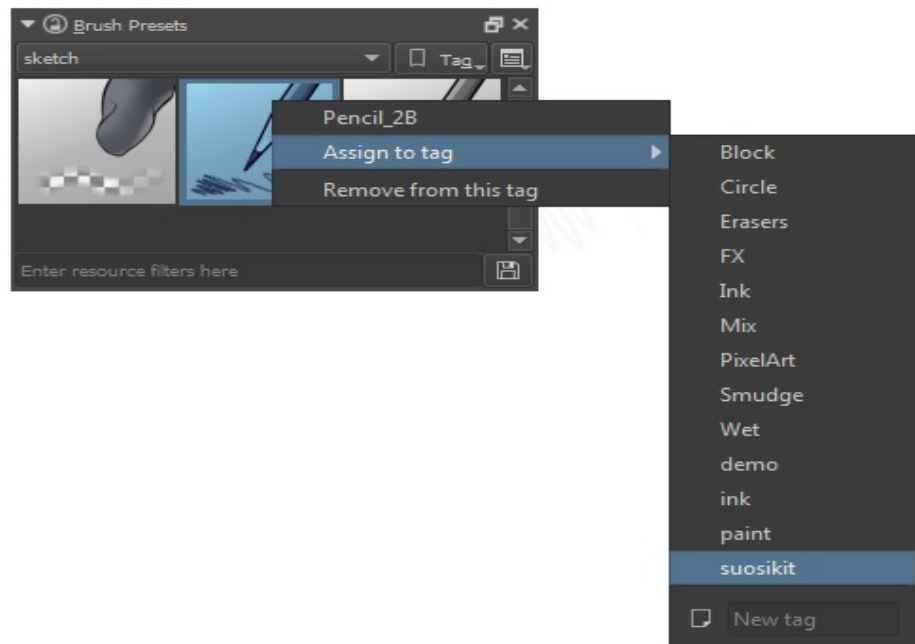 Brush Presets
sketch
Tag
Pencil_2B
Assign to tag
Remove from this tag
Enter resource filters here
Block
Circle
Erasers
FX
Ink
Mix
PixelArt
Smudge
Wet
demo
ink
paint
suosikit
New tag